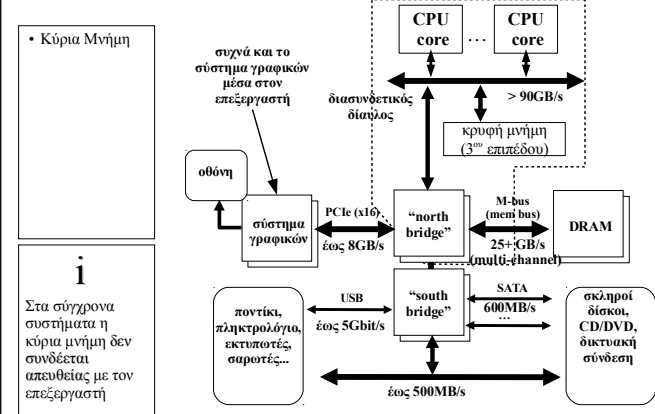 • Κύρια Μνήμη
i
Στα σύγχρονα
συστήματα η
κύρια μνήμη δεν
συνδέεται
απευθείας με τον
επεξεργαστή
συχνά και το
σύστημα γραφικών
μέσα στον
επεξεργαστή
CPU
core
...
CPU
core
διασυνδετικός
δίαυλος
> 90GB/s
κρυφή μνήμη
(3ου επιπέδου)
οθόνη
σύστημα
γραφικών
PCIe (x16)
έως 8GB/s
“north
bridge”
M-bus
(mem bus)
25+ GB/s
(multi-channel)
DRAM
ποντίκι,
πληκτρολόγιο,
εκτυπωτές,
σαρωτές...
USB
έως 5Gbit/s
“south
bridge”
SATA
600MB/s
...
σκληροί
δίσκοι,
CD/DVD,
δικτυακή
σύνδεση
έως 500MB/s